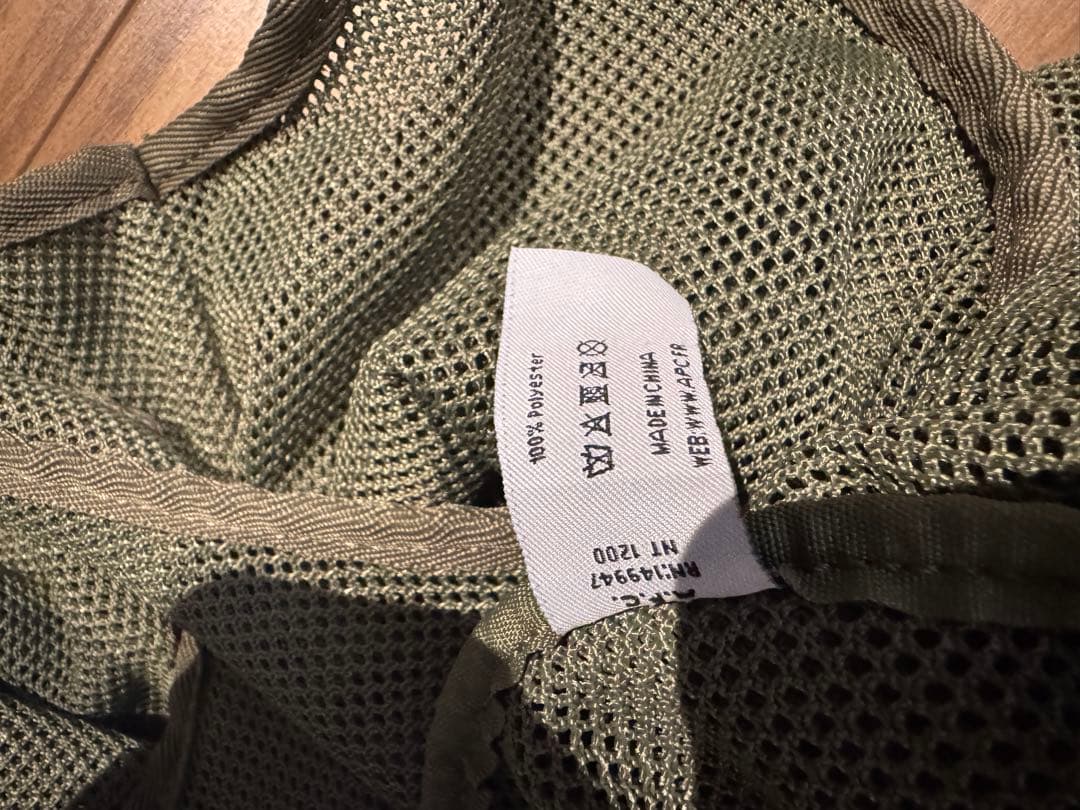 A.P.C.
RN:149947
NT 1200
100% Polyester
MADE IN CHINA
WEB:WWW.APC.FR